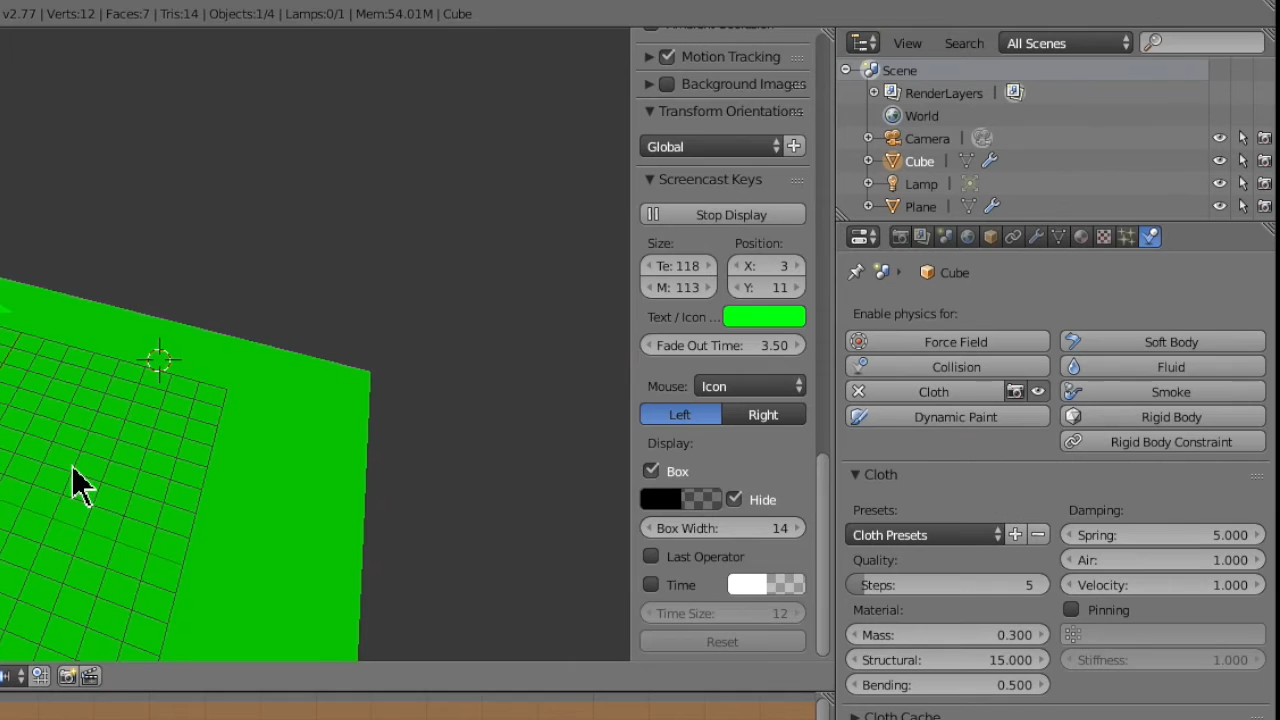 v2.77 | Verts:12 | Faces:7 | Tris:14 | Objects:1/4 | Lamps:0/1 | Mem:54.01M | Cube
Motion Tracking
Background Images
Transform Orientations
Global
Screencast Keys
Stop Display
Size: Position:
Te: 118 X: 3
M: 113 Y: 11
Text / Icon ...
Fade Out Time: 3.50
Mouse: Icon
Left Right
Display:
Box
Hide
Box Width: 14
Last Operator
Time
Time Size: 12
Reset
View Search All Scenes
Scene
RenderLayers |
World
Camera |
Cube |
Lamp |
Plane |
Cube
Enable physics for:
Force Field Soft Body
Collision Fluid
Cloth Smoke
Dynamic Paint Rigid Body
Rigid Body Constraint
Cloth
Presets: Damping:
Cloth Presets Spring: 5.000
Quality: Air: 1.000
Steps: 5 Velocity: 1.000
Material: Pinning
Mass: 0.300
Structural: 15.000 Stiffness: 1.000
Bending: 0.500
Cloth Cache